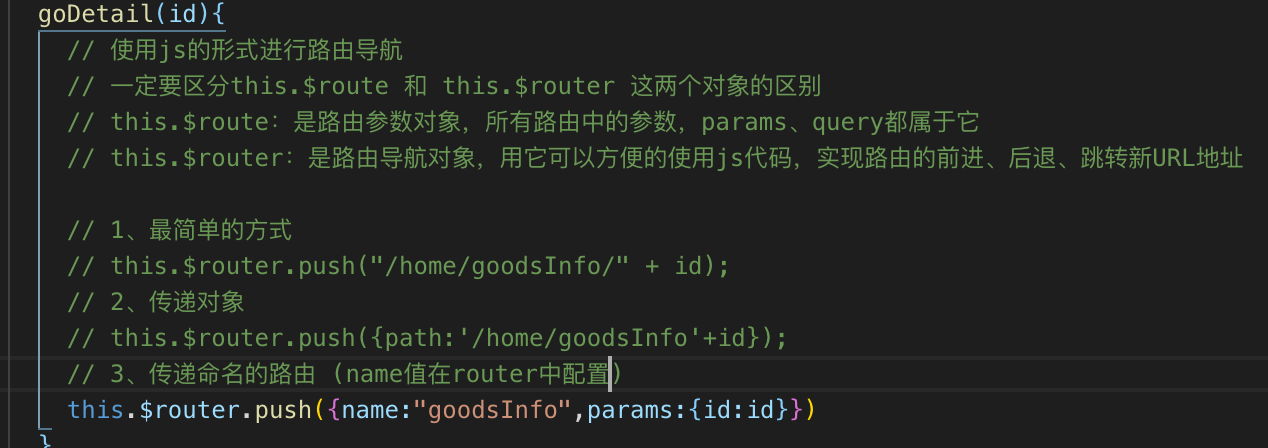 goDetail(id){
// 使用js的形式进行路由导航
// 一定要区分this.$route 和 this.$router 这两个对象的区别
// this.$route：是路由参数对象，所有路由中的参数，params、query都属于它
// this.$router：是路由导航对象，用它可以方便的使用js代码，实现路由的前进、后退、跳转新URL地址
// 1、最简单的方式
// this.$router.push("/home/goodsInfo/" + id);
// 2、传递对象
// this.$router.push({path:'/home/goodsInfo'+id});
// 3、传递命名的路由 (name值在router中配置)
this.$router.push({name:"goodsInfo",params:{id:id}})
}